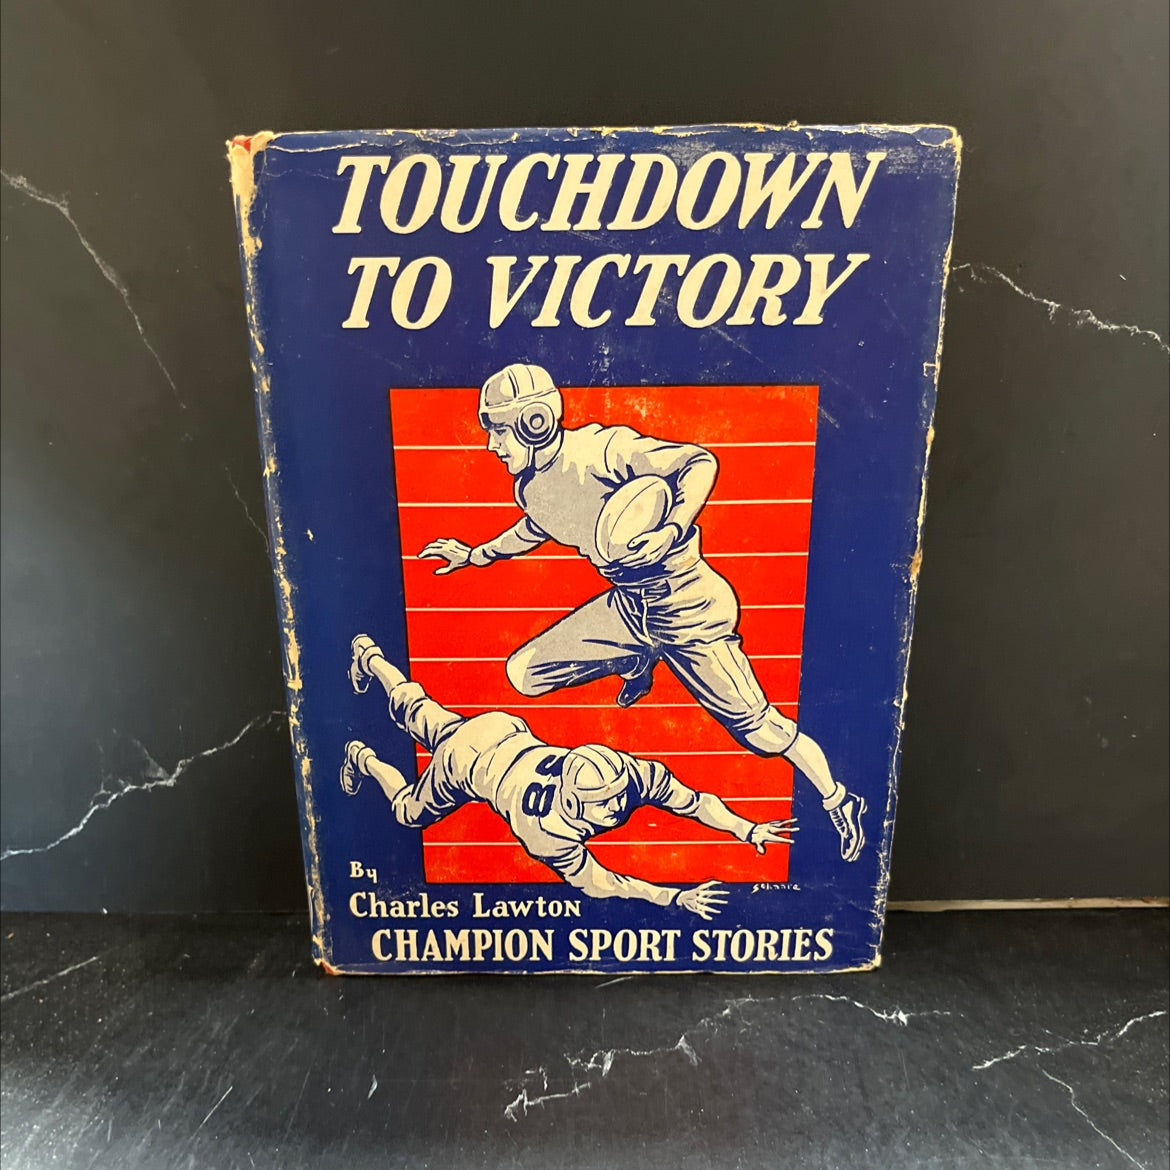 TOUCHDOWN
TO VICTORY
By
Charles Lawton
CHAMPION SPORT STORIES